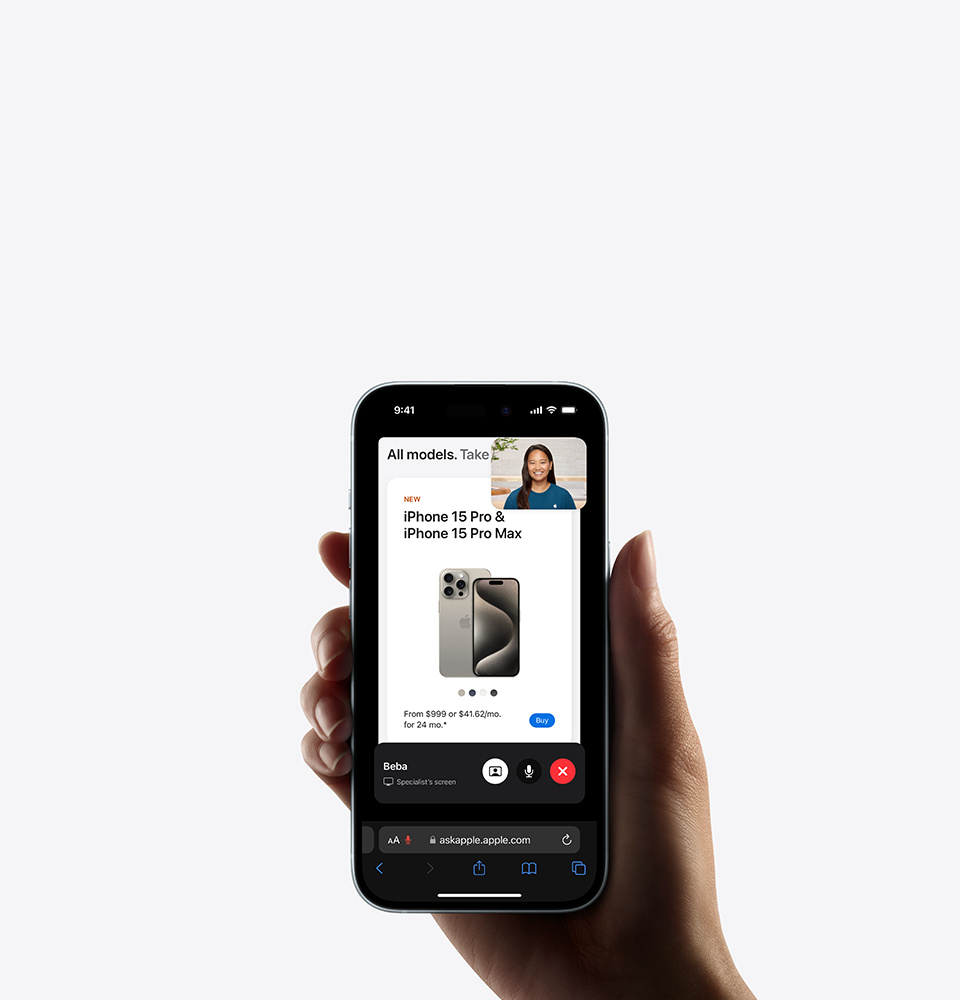 9:41
All models. Take
NEW
iPhone 15 Pro &
iPhone 15 Pro Max
From $999 or $41.62/mo.
for 24 mo.*
Buy
Beba
Specialist's screen
AA
askapple.apple.com